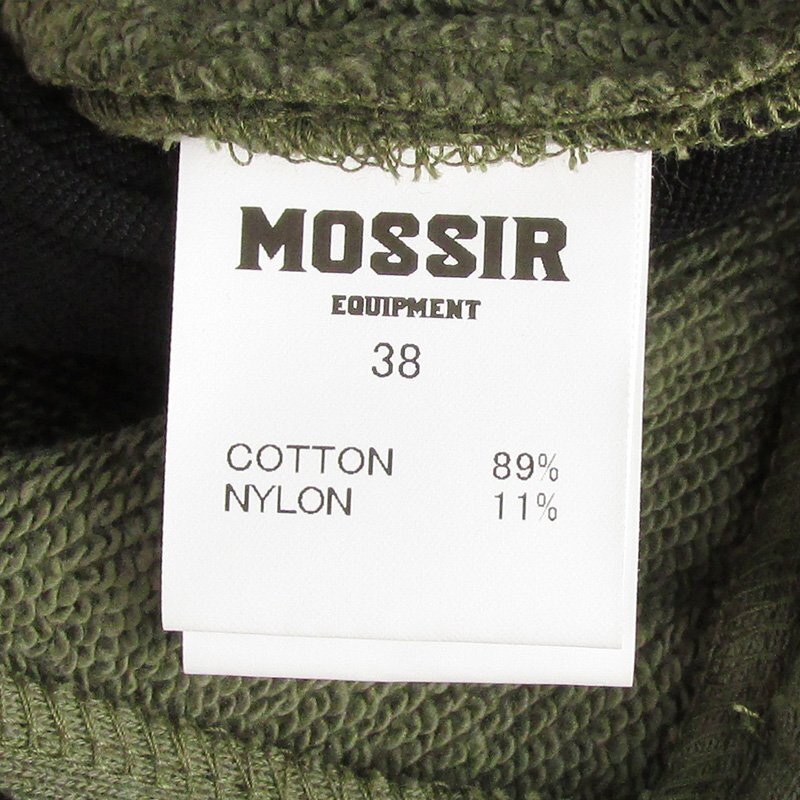 MOSSIR
EQUIPMENT
38
COTTON 89%
NYLON 11%